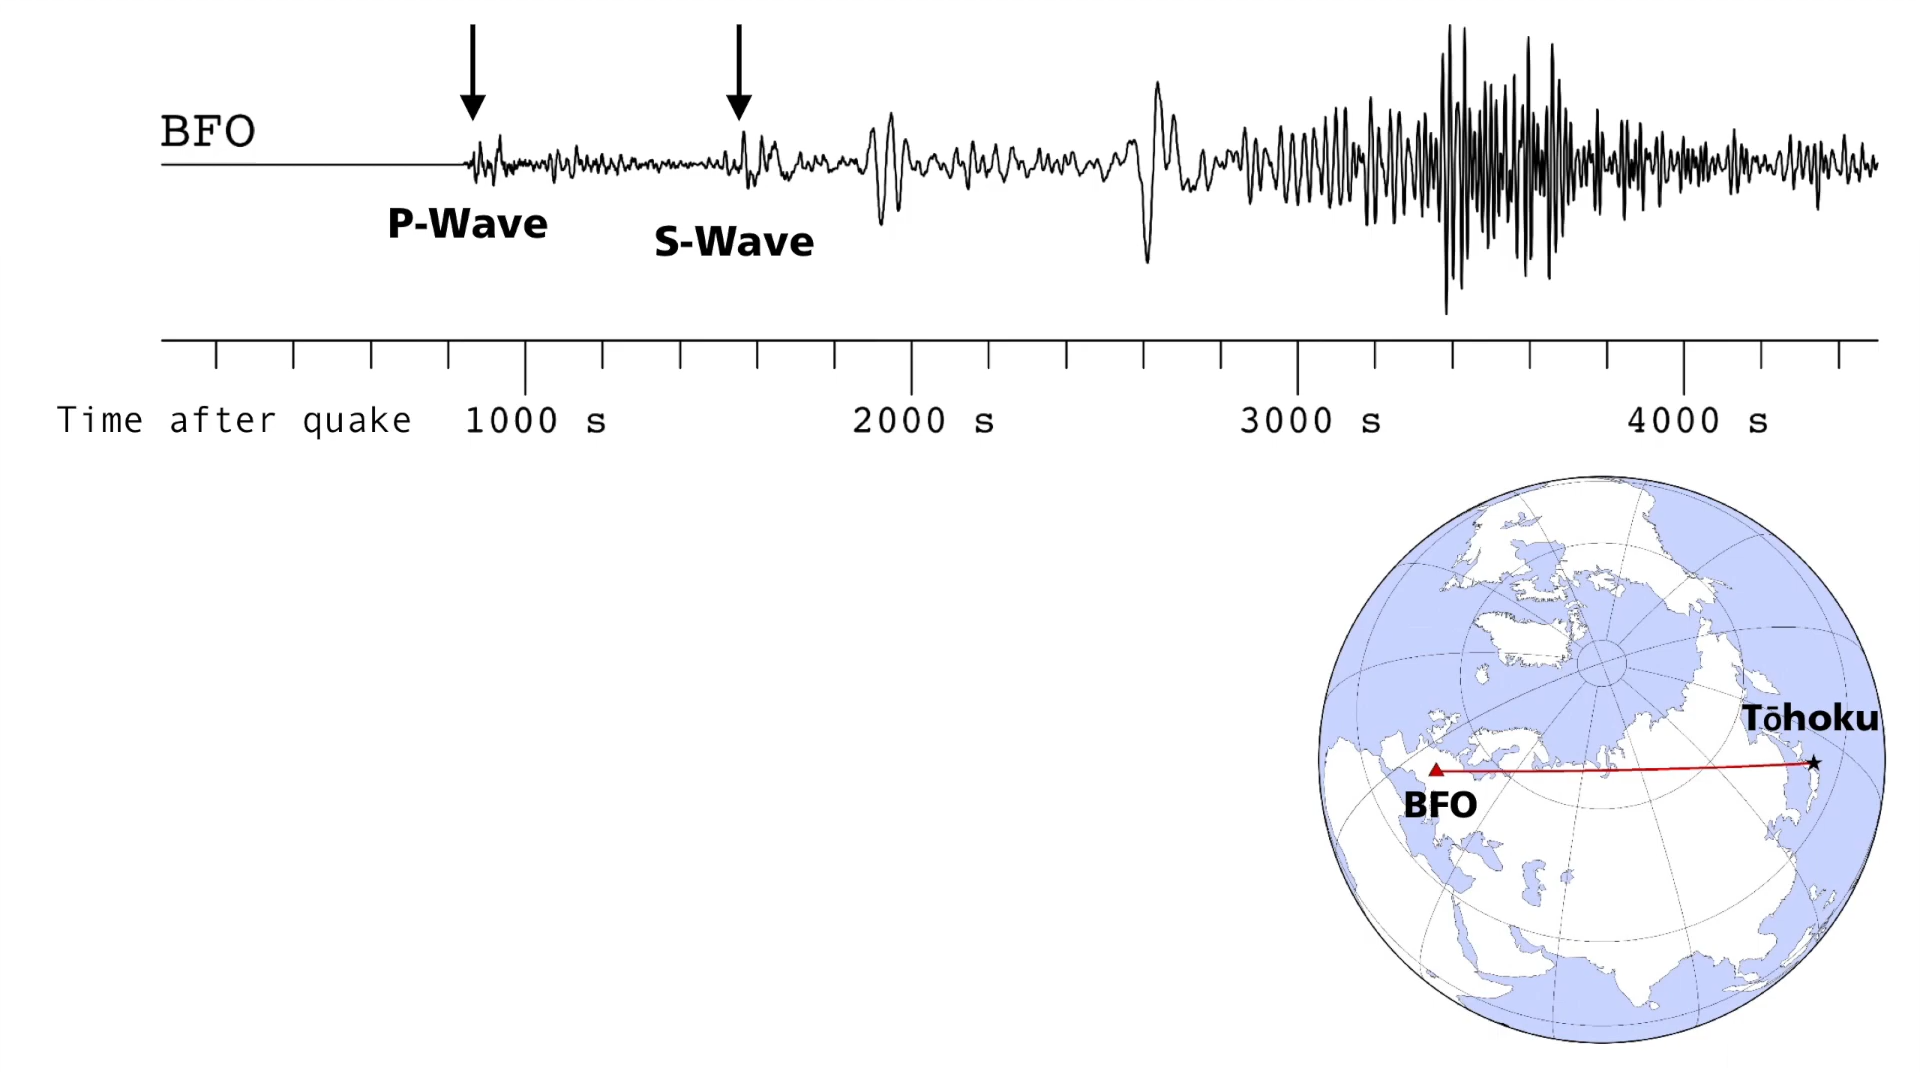 BFO
P-Wave
S-Wave
Time after quake 1000 s 2000 s 3000 s 4000 s
Tōhoku
BFO